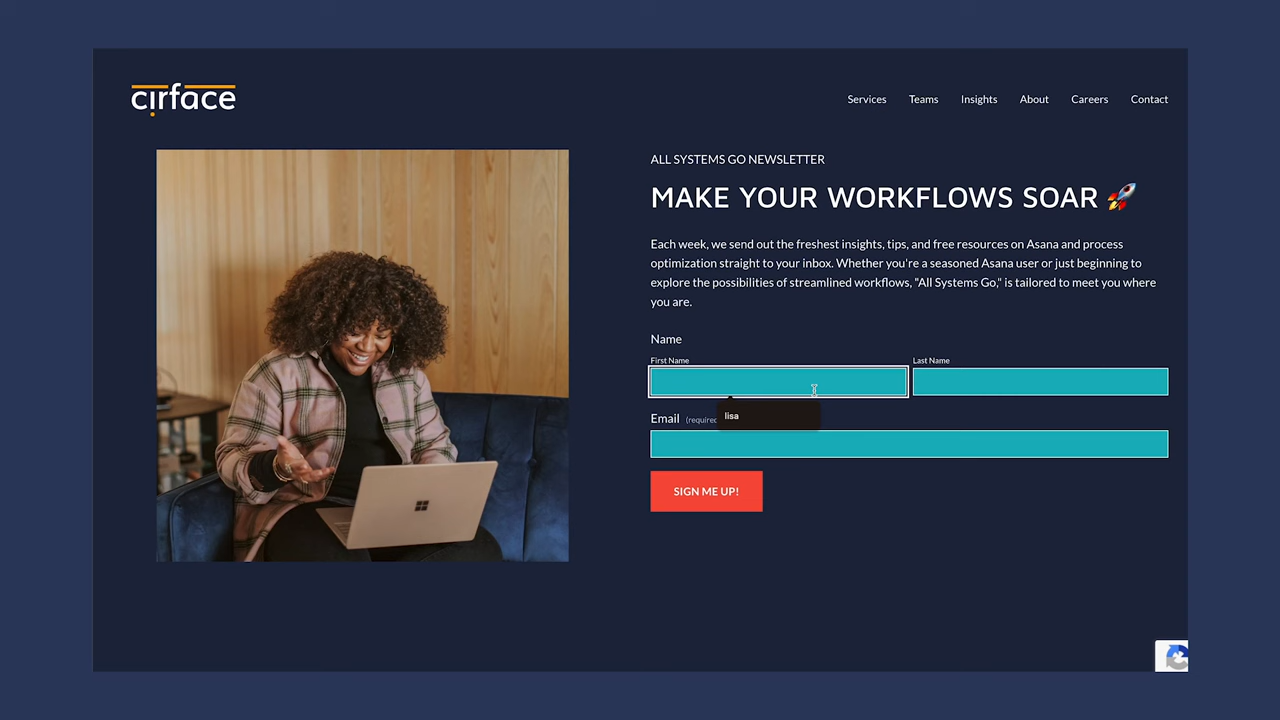 cirface
Services Teams Insights About Careers Contact
ALL SYSTEMS GO NEWSLETTER
MAKE YOUR WORKFLOWS SOAR 🚀
Each week, we send out the freshest insights, tips, and free resources on Asana and process
optimization straight to your inbox. Whether you're a seasoned Asana user or just beginning to
explore the possibilities of streamlined workflows, "All Systems Go," is tailored to meet you where
you are.
Name
First Name Last Name
lisa
Email (required
SIGN ME UP!